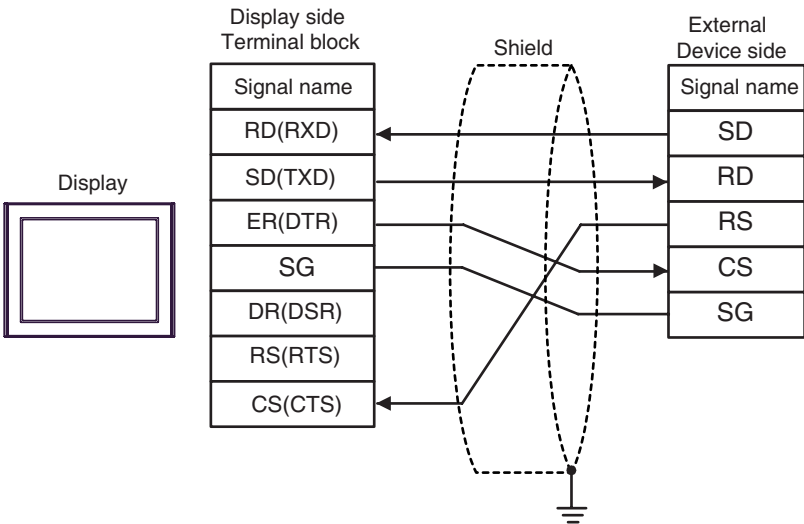 Display side
Terminal block
Shield
External
Device side
Signal name
Signal name
RD(RXD)
SD
SD(TXD)
RD
Display
ER(DTR)
RS
SG
CS
DR(DSR)
SG
RS(RTS)
CS(CTS)